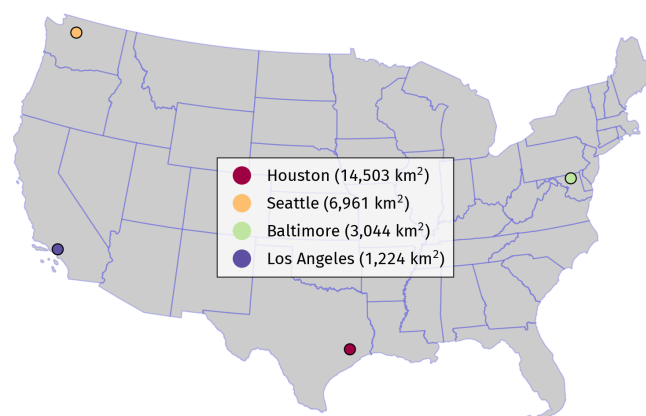 Houston (14,503 km²)
Seattle (6,961 km²)
Baltimore (3,044 km²)
Los Angeles (1,224 km²)